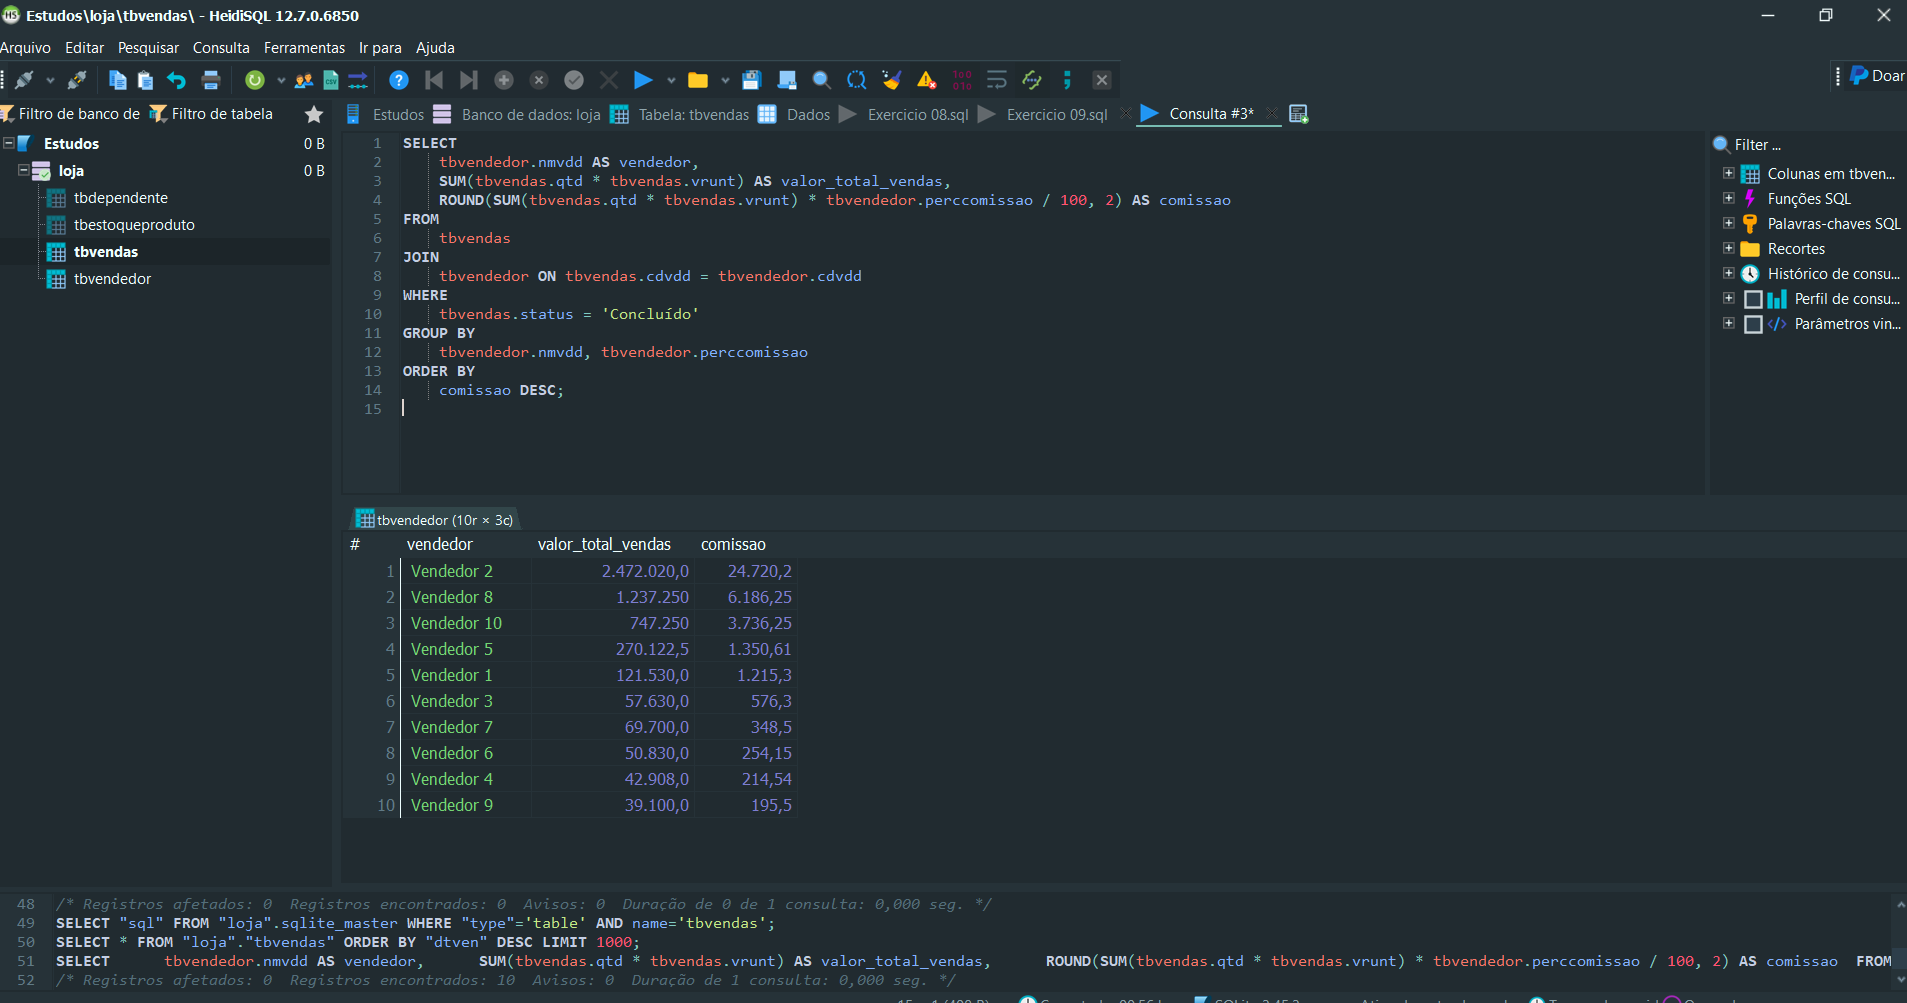 Estudos\loja\tbvendas\ - HeidiSQL 12.7.0.6850
Arquivo Editar Pesquisar Consulta Ferramentas Ir para Ajuda
Doar
Filtro de banco de Filtro de tabela
Estudos 0 B
loja 0 B
tbdependente
tbestoqueproduto
tbvendas
tbvendedor
Estudos Banco de dados: loja Tabela: tbvendas Dados Exercicio 08.sql Exercicio 09.sql Consulta #3*
1 SELECT
2 tbvendedor.nmvdd AS vendedor,
3 SUM(tbvendas.qtd * tbvendas.vrunt) AS valor_total_vendas,
4 ROUND(SUM(tbvendas.qtd * tbvendas.vrunt) * tbvendedor.perccomissao / 100, 2) AS comissao
5 FROM
6 tbvendas
7 JOIN
8 tbvendedor ON tbvendas.cdvdd = tbvendedor.cdvdd
9 WHERE
10 tbvendas.status = 'Concluído'
11 GROUP BY
12 tbvendedor.nmvdd, tbvendedor.perccomissao
13 ORDER BY
14 comissao DESC;
15
Filter ...
Colunas em tbven...
Funções SQL
Palavras-chaves SQL
Recortes
Histórico de consu...
Perfil de consu...
Parâmetros vin...
tbvendedor (10r × 3c)
# vendedor valor_total_vendas comissao
1 Vendedor 2 2.472.020,0 24.720,2
2 Vendedor 8 1.237.250 6.186,25
3 Vendedor 10 747.250 3.736,25
4 Vendedor 5 270.122,5 1.350,61
5 Vendedor 1 121.530,0 1.215,3
6 Vendedor 3 57.630,0 576,3
7 Vendedor 7 69.700,0 348,5
8 Vendedor 6 50.830,0 254,15
9 Vendedor 4 42.908,0 214,54
10 Vendedor 9 39.100,0 195,5
48 /* Registros afetados: 0 Registros encontrados: 0 Avisos: 0 Duração de 0 de 1 consulta: 0,000 seg. */
49 SELECT "sql" FROM "loja".sqlite_master WHERE "type"='table' AND name='tbvendas';
50 SELECT * FROM "loja"."tbvendas" ORDER BY "dtven" DESC LIMIT 1000;
51 SELECT tbvendedor.nmvdd AS vendedor, SUM(tbvendas.qtd * tbvendas.vrunt) AS valor_total_vendas, ROUND(SUM(tbvendas.qtd * tbvendas.vrunt) * tbvendedor.perccomissao / 100, 2) AS comissao FROM
52 /* Registros afetados: 0 Registros encontrados: 10 Avisos: 0 Duração de 1 consulta: 0,000 seg. */